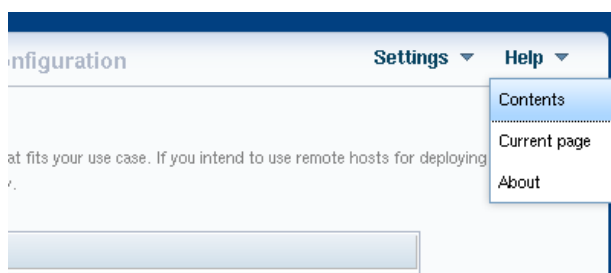 nfiguration Settings Help
Contents
Current page
About
at fits your use case. If you intend to use remote hosts for deploying